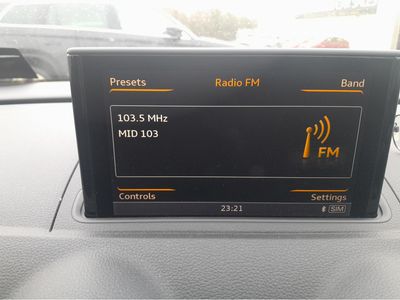 Presets Radio FM Band
103.5 MHz
MID 103
FM
Controls Settings
23:21 SIM